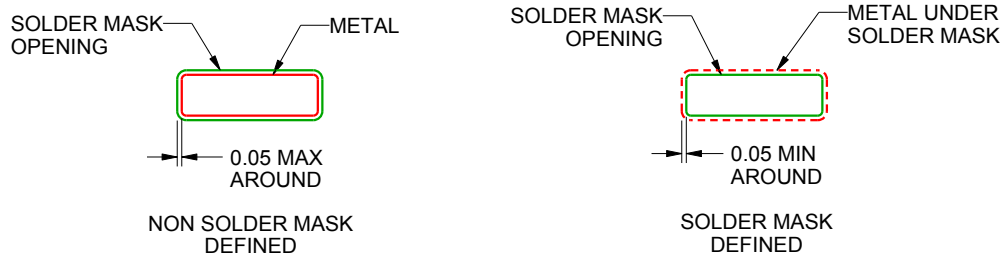 SOLDER MASK
OPENING
METAL
0.05 MAX
AROUND
NON SOLDER MASK
DEFINED
SOLDER MASK
OPENING
METAL UNDER
SOLDER MASK
0.05 MIN
AROUND
SOLDER MASK
DEFINED